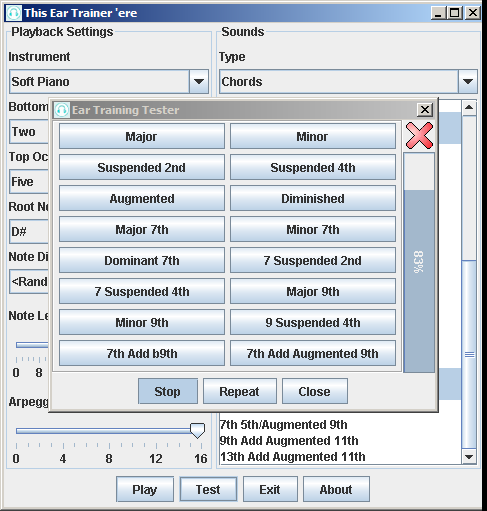 This Ear Trainer 'ere
Playback Settings
Sounds
Instrument
Type
Soft Piano
Chords
Bottom
Two
Top Oc
Five
Root No
D#
Note Di
<Rand
Note Le
0 8
Arpegg
0 4 8 12 16
Ear Training Tester
Major
Minor
Suspended 2nd
Suspended 4th
Augmented
Diminished
Major 7th
Minor 7th
Dominant 7th
7 Suspended 2nd
7 Suspended 4th
Major 9th
Minor 9th
9 Suspended 4th
7th Add b9th
7th Add Augmented 9th
83%
Stop
Repeat
Close
7th 5th/Augmented 9th
9th Add Augmented 11th
13th Add Augmented 11th
Play
Test
Exit
About